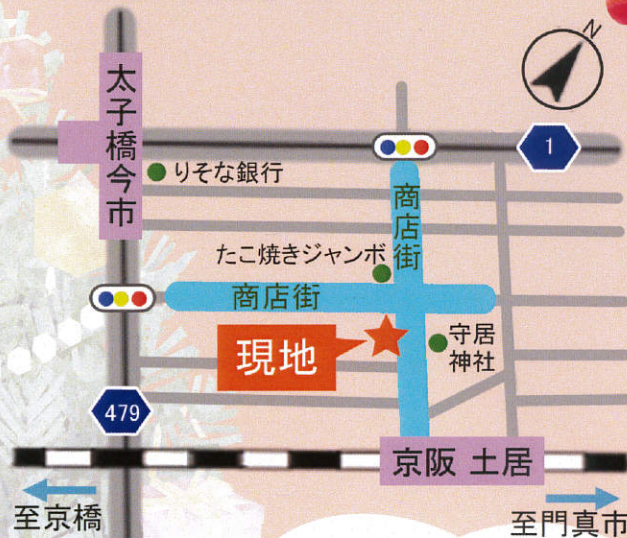 N
太子橋今市
1
りそな銀行
商店街
たこ焼きジャンボ
商店街
現地
守居
神社
479
京阪 土居
至京橋
至門真市